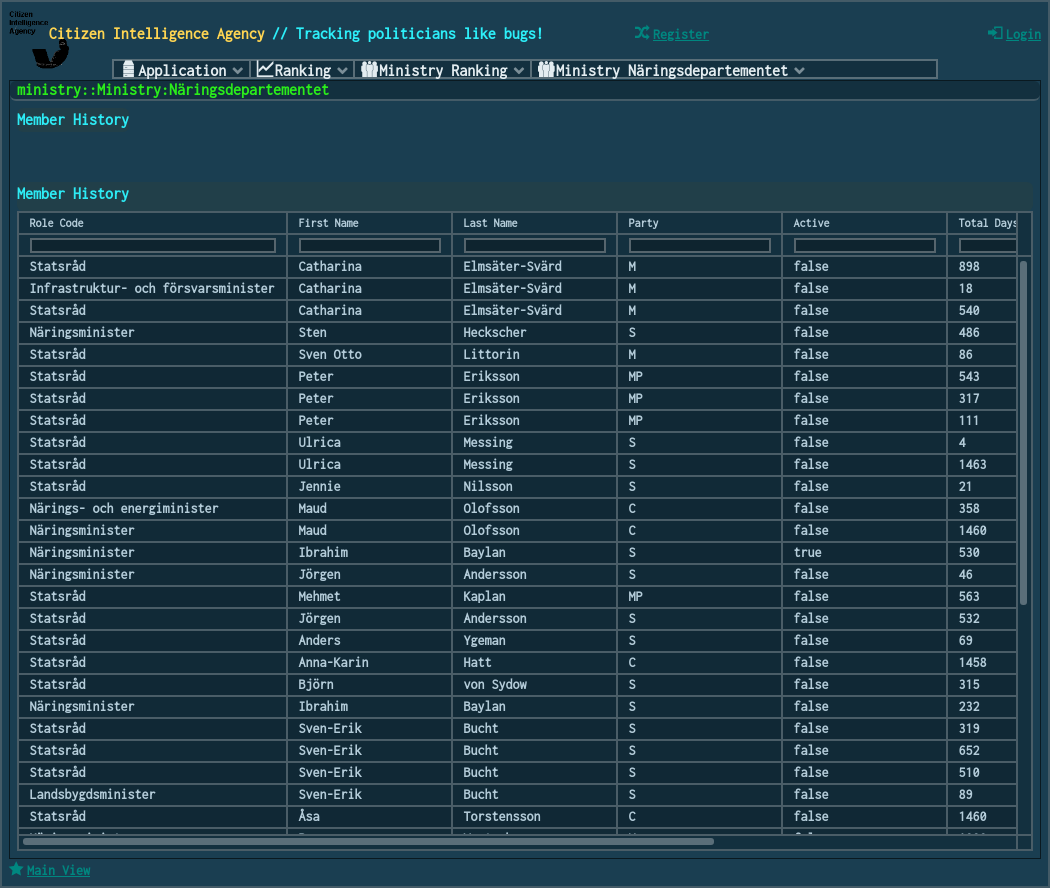 Citizen
Intelligence
Agency
Citizen Intelligence Agency // Tracking politicians like bugs!
Register
Login
Application
Ranking
Ministry Ranking
Ministry Näringsdepartementet
ministry::Ministry:Näringsdepartementet
Member History
Member History
Role Code First Name Last Name Party Active Total Days
Statsråd Catharina Elmsäter-Svärd M false 898
Infrastruktur- och försvarsminister Catharina Elmsäter-Svärd M false 18
Statsråd Catharina Elmsäter-Svärd M false 540
Näringsminister Sten Heckscher S false 486
Statsråd Sven Otto Littorin M false 86
Statsråd Peter Eriksson MP false 543
Statsråd Peter Eriksson MP false 317
Statsråd Peter Eriksson MP false 111
Statsråd Ulrica Messing S false 4
Statsråd Ulrica Messing S false 1463
Statsråd Jennie Nilsson S false 21
Närings- och energiminister Maud Olofsson C false 358
Näringsminister Maud Olofsson C false 1460
Näringsminister Ibrahim Baylan S true 530
Näringsminister Jörgen Andersson S false 46
Statsråd Mehmet Kaplan MP false 563
Statsråd Jörgen Andersson S false 532
Statsråd Anders Ygeman S false 69
Statsråd Anna-Karin Hatt C false 1458
Statsråd Björn von Sydow S false 315
Näringsminister Ibrahim Baylan S false 232
Statsråd Sven-Erik Bucht S false 319
Statsråd Sven-Erik Bucht S false 652
Statsråd Sven-Erik Bucht S false 510
Landsbygdsminister Sven-Erik Bucht S false 89
Statsråd Åsa Torstensson C false 1460
Main View